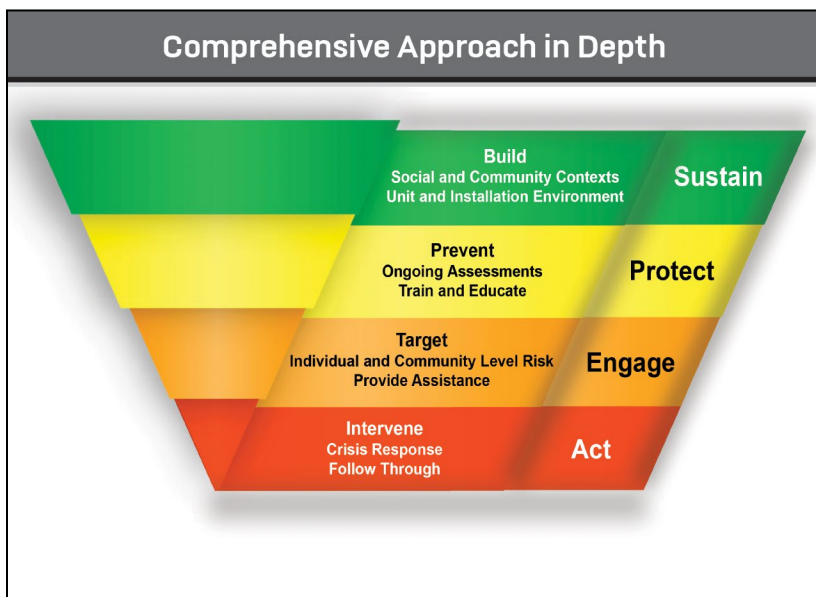 Comprehensive Approach in Depth
Build
Social and Community Contexts
Unit and Installation Environment
Sustain
Prevent
Ongoing Assessments
Train and Educate
Protect
Target
Individual and Community Level Risk
Provide Assistance
Engage
Intervene
Crisis Response
Follow Through
Act